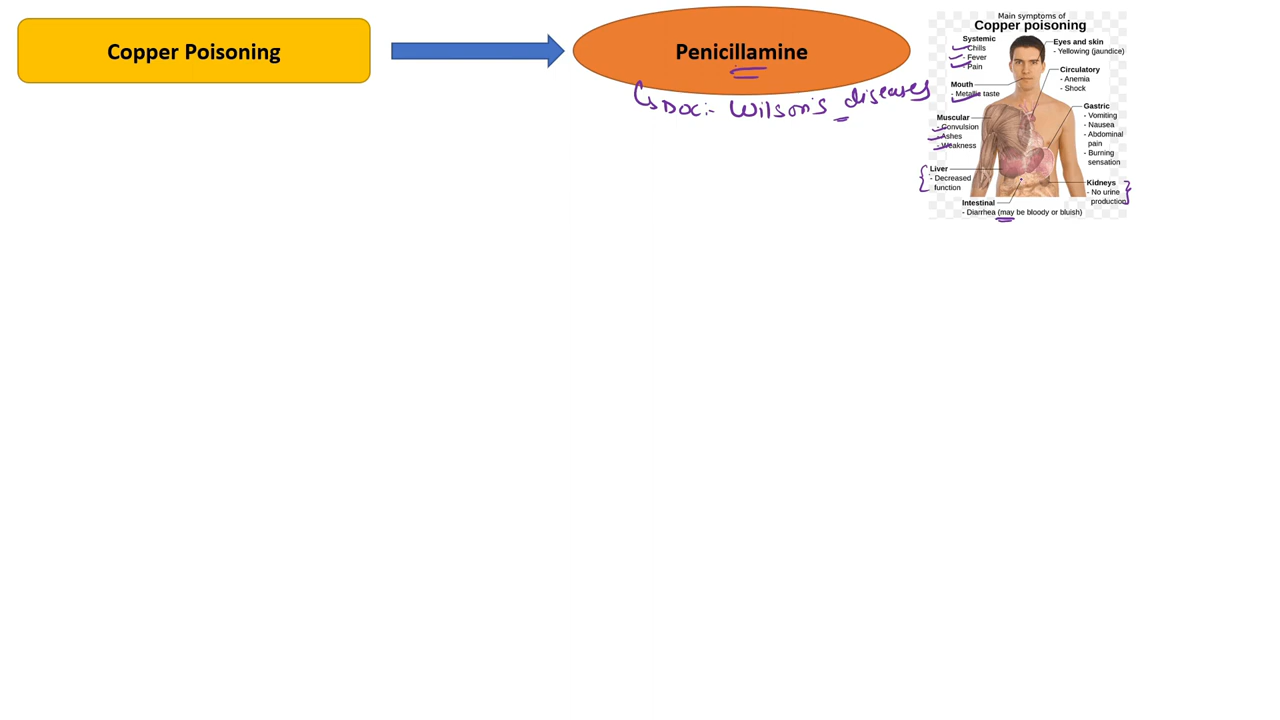 Copper Poisoning
Penicillamine
DOC:- Wilson's diseases
Main symptoms of
Copper poisoning
Systemic
- Chills
- Fever
- Pain
Mouth
- Metallic taste
Muscular
- Convulsion
- Ashes
- Weakness
Liver
- Decreased
function
Intestinal
- Diarrhea (may be bloody or bluish)
Eyes and skin
- Yellowing (jaundice)
Circulatory
- Anemia
- Shock
Gastric
- Vomiting
- Nausea
- Abdominal
pain
- Burning
sensation
Kidneys
- No urine
production